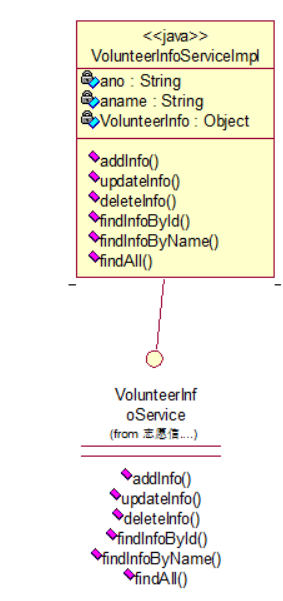 <<java>>
VolunteerInfoServiceImpl
ano : String
aname : String
VolunteerInfo : Object
addInfo()
updateInfo()
deleteInfo()
findInfoById()
findInfoByName()
findAll()
VolunteerInf
oService
(from 志愿信....)
addInfo()
updateInfo()
deleteInfo()
findInfoById()
findInfoByName()
findAll()